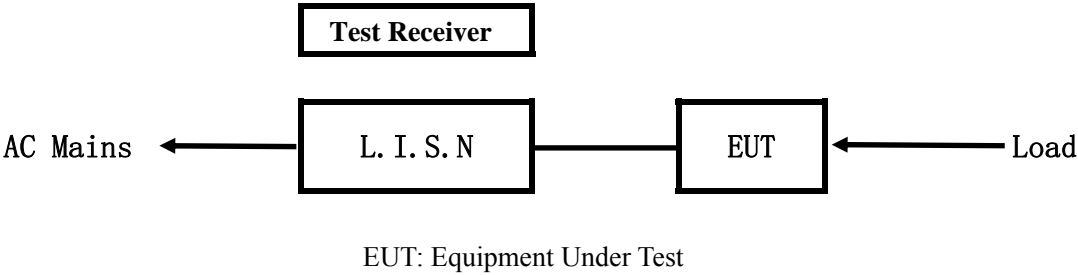 Test Receiver
AC Mains L.I.S.N EUT Load
EUT: Equipment Under Test